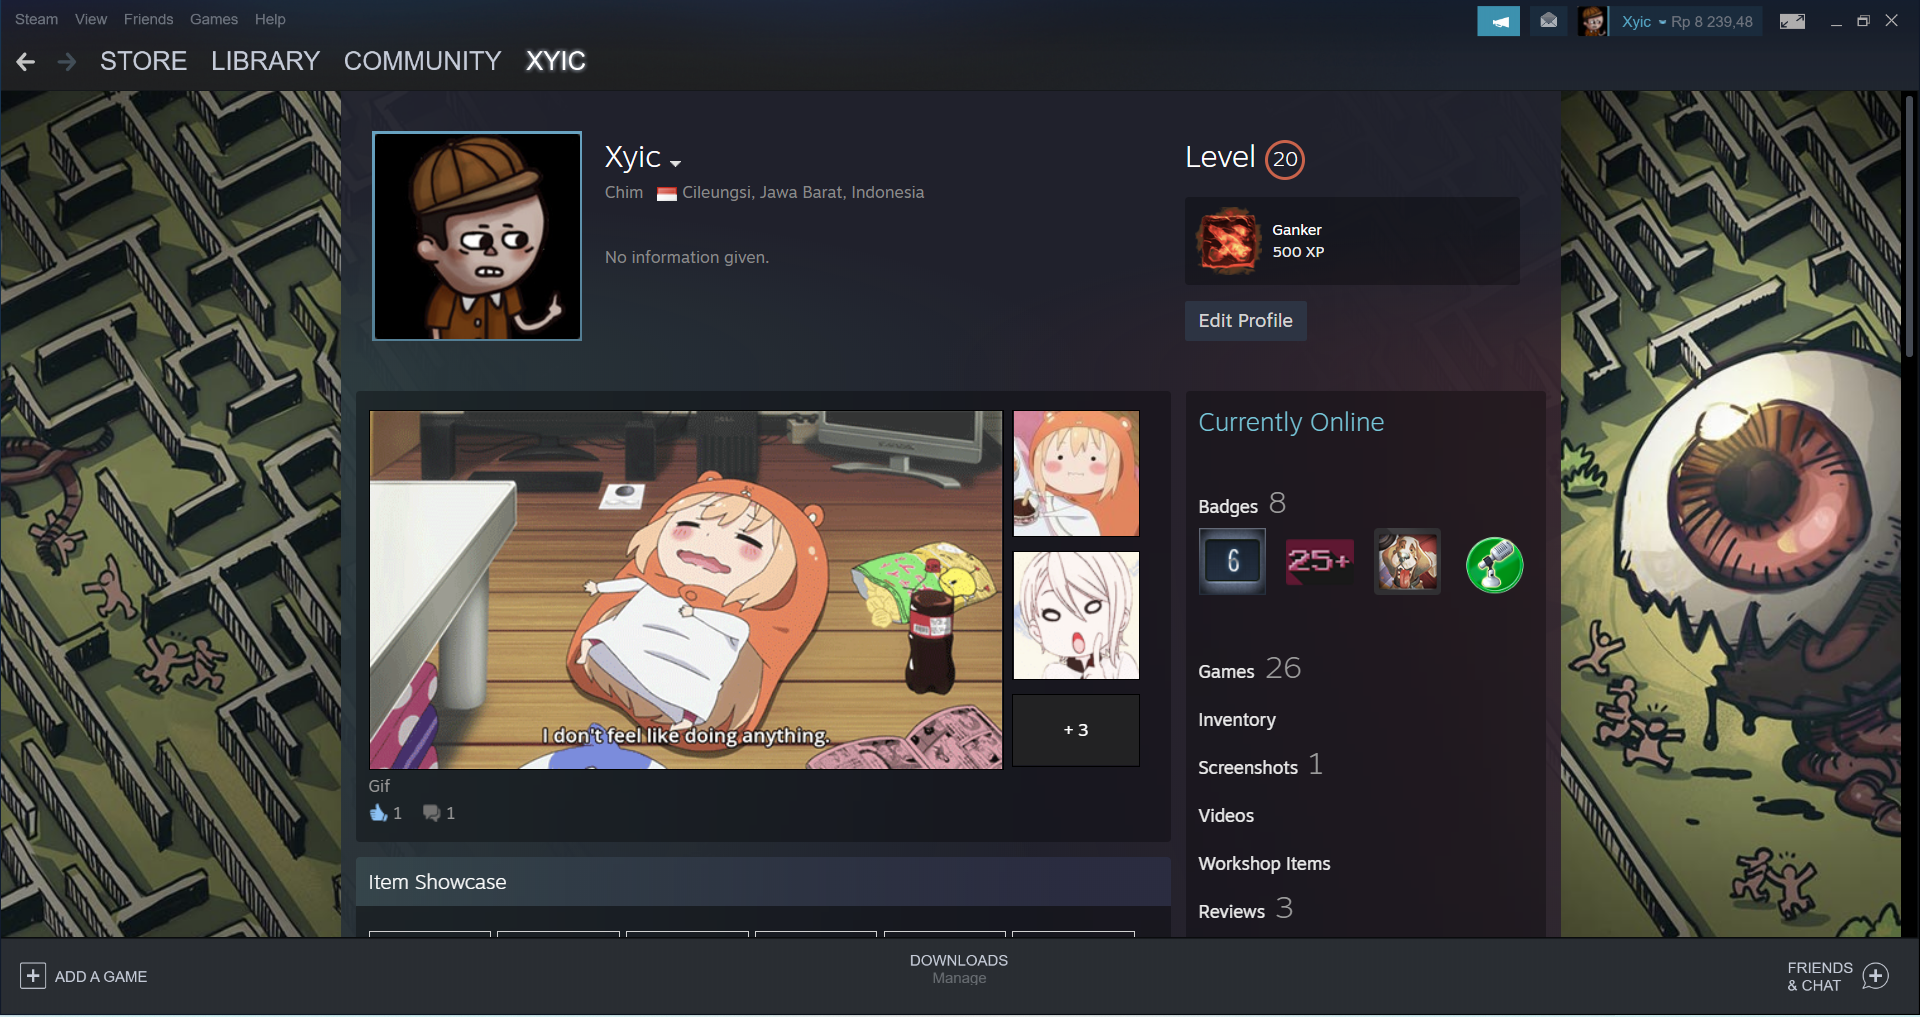 Steam View Friends Games Help
Xyic Rp 8 239,48
STORE LIBRARY COMMUNITY XYIC
Xyic
Chim Cileungsi, Jawa Barat, Indonesia
No information given.
Level 20
Ganker
500 XP
Edit Profile
I don't feel like doing anything.
+ 3
Gif
1 1
Item Showcase
Currently Online
Badges 8
6 25+
Games 26
Inventory
Screenshots 1
Videos
Workshop Items
Reviews 3
ADD A GAME
DOWNLOADS
Manage
FRIENDS
& CHAT